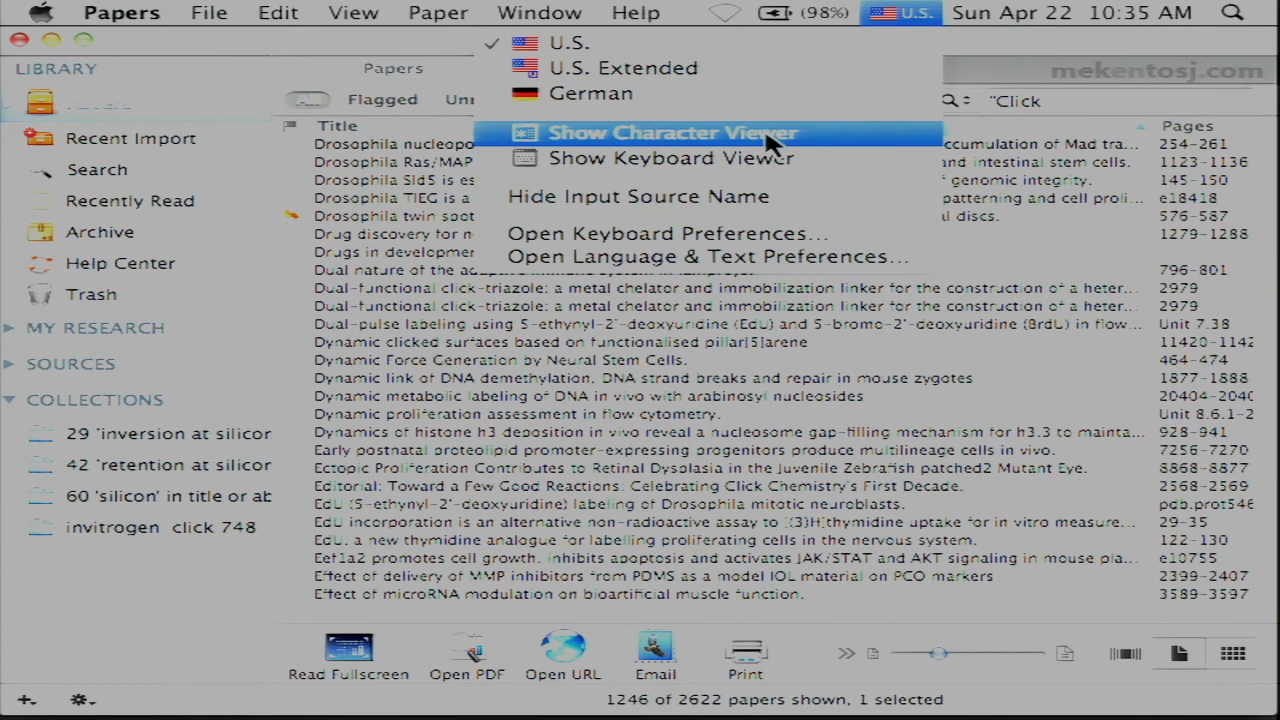 Papers File Edit View Paper Window Help (98%) U.S. Sun Apr 22 10:35 AM
U.S.
U.S. Extended
German
Show Character Viewer
Show Keyboard Viewer
Hide Input Source Name
Open Keyboard Preferences...
Open Language & Text Preferences...
LIBRARY
Recent Import
Search
Recently Read
Archive
Help Center
Trash
MY RESEARCH
SOURCES
COLLECTIONS
29 'inversion at silicor
42 'retention at silicor
60 'silicon' in title or ab
invitrogen click 748
Papers
mekentosj.com
Flagged Unr
"Click
Title Pages
Drosophila nucleopo ccumulation of Mad tra... 254-261
Drosophila Ras/MAP and intestinal stem cells. 1123-1136
Drosophila Sld5 is es genomic integrity. 145-150
Drosophila TIEG is a patterning and cell proli... e18418
Drosophila twin spot l discs. 576-587
Drug discovery for n 1279-1288
Drugs in developmer
Dual nature of the 796-801
Dual-functional click-triazole: a metal chelator and immobilization linker for the construction of a heter... 2979
Dual-functional click-triazole: a metal chelator and immobilization linker for the construction of a heter... 2979
Dual-pulse labeling using 5-ethynyl-2'-deoxyuridine (EdU) and 5-bromo-2'-deoxyuridine (BrdU) in flow... Unit 7.38
Dynamic clicked surfaces based on functionalised pillar[5]arene 11420-1142
Dynamic Force Generation by Neural Stem Cells. 464-474
Dynamic link of DNA demethylation, DNA strand breaks and repair in mouse zygotes 1877-1888
Dynamic metabolic labeling of DNA in vivo with arabinosyl nucleosides 20404-2040
Dynamic proliferation assessment in flow cytometry. Unit 8.6.1-2
Dynamics of histone h3 deposition in vivo reveal a nucleosome gap-filling mechanism for h3.3 to mainta... 928-941
Early postnatal proteolipid promoter-expressing progenitors produce multilineage cells in vivo. 7256-7270
Ectopic Proliferation Contributes to Retinal Dysplasia in the Juvenile Zebrafish patched2 Mutant Eye. 8868-8877
Editorial: Toward a Few Good Reactions: Celebrating Click Chemistry's First Decade. 2568-2569
EdU (5-ethynyl-2'-deoxyuridine) labeling of Drosophila mitotic neuroblasts. pdb.prot546
EdU incorporation is an alternative non-radioactive assay to [(3)H]thymidine uptake for in vitro measure... 29-35
EdU, a new thymidine analogue for labelling proliferating cells in the nervous system. 122-130
Eef1a2 promotes cell growth, inhibits apoptosis and activates JAK/STAT and AKT signaling in mouse pla... e10755
Effect of delivery of MMP inhibitors from PDMS as a model IOL material on PCO markers 2399-2407
Effect of microRNA modulation on bioartificial muscle function. 3589-3597
Read Fullscreen Open PDF Open URL Email Print
1246 of 2622 papers shown, 1 selected